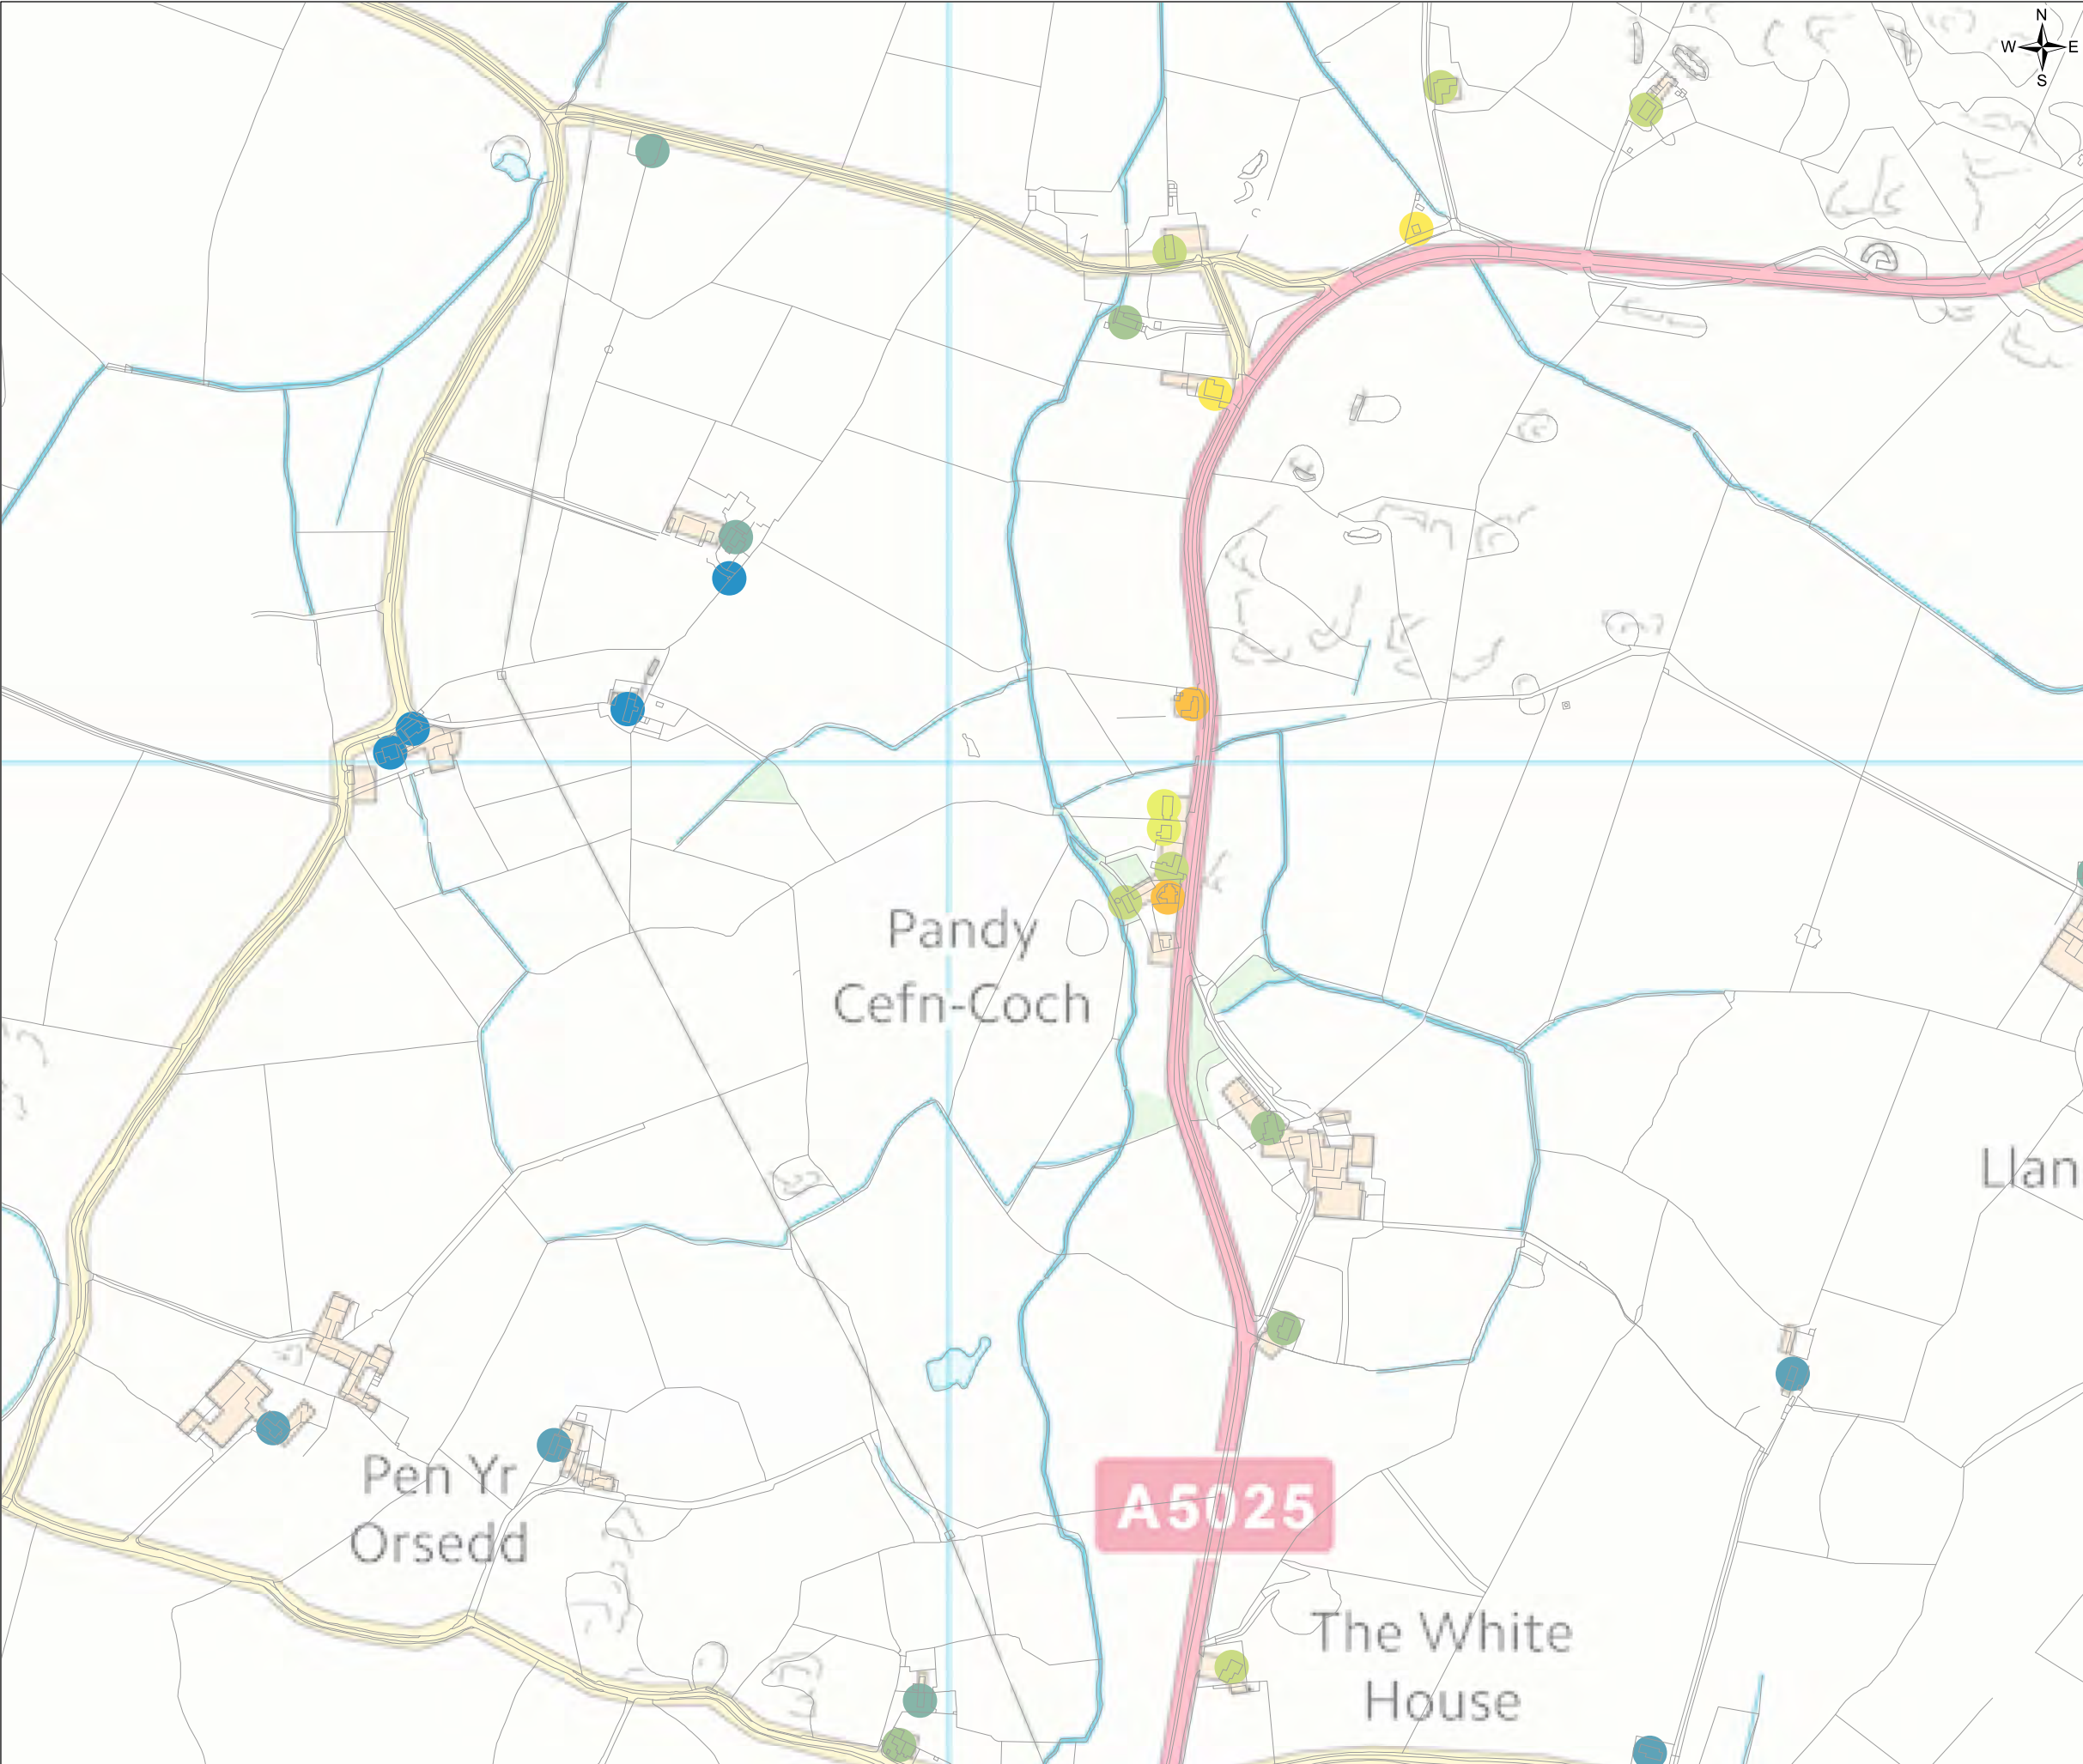 N
W E
S
Pandy
Cefn-Coch
Llan
Pen Yr
Orsedd
A5025
The White
House